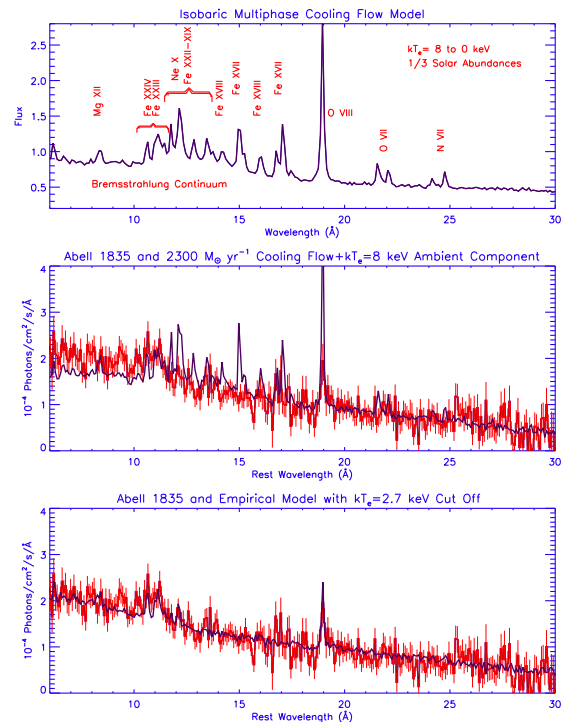 Isobaric Multiphase Cooling Flow Model
Flux
2.5
2.0
1.5
1.0
0.5
Mg XII
Fe XXIV
Fe XXIII
Ne X
Fe XXII-XIX
Fe XVIII
Fe XVII
Fe XVIII
Fe XVII
O VIII
O VII
N VII
kTe= 8 to 0 keV
1/3 Solar Abundances
Bremsstrahlung Continuum
10
15
20
25
30
Wavelength (Å)
Abell 1835 and 2300 M⊙ yr⁻¹ Cooling Flow+kTe=8 keV Ambient Component
10⁻⁴ Photons/cm²/s/Å
4
3
2
1
0
10
15
20
25
30
Rest Wavelength (Å)
Abell 1835 and Empirical Model with kTe=2.7 keV Cut Off
10⁻⁴ Photons/cm²/s/Å
4
3
2
1
0
10
15
20
25
30
Rest Wavelength (Å)